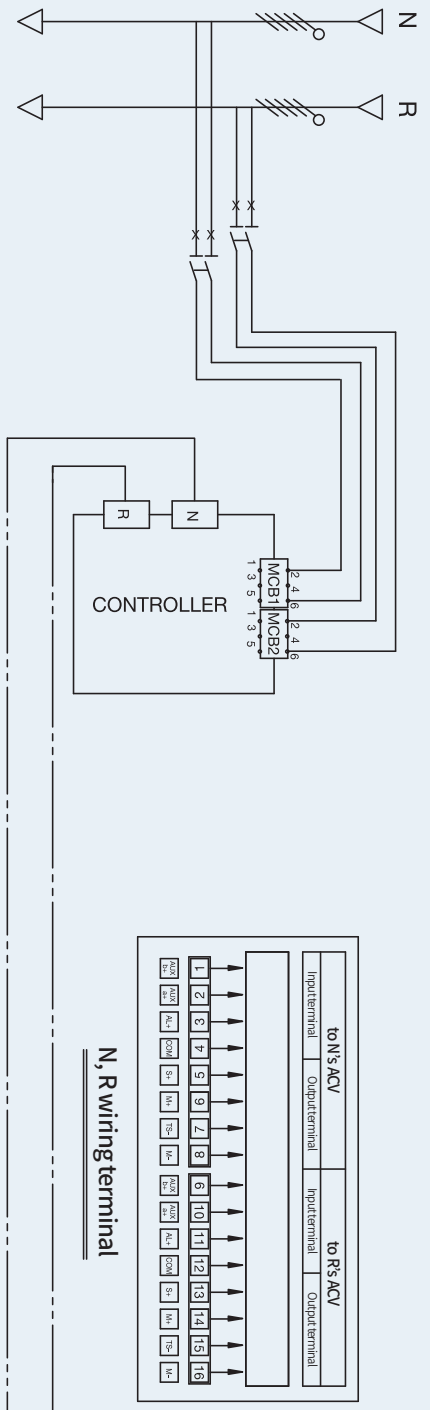 N
R
MCB1
MCB2
2 4 6
2 4 6
1 3 5
1 3 5
CONTROLLER
N
R
to N's ACV
to R's ACV
Input terminal
Output terminal
Input terminal
Output terminal
1 2 3 4 5 6 7 8 9 10 11 12 13 14 15 16
AUX b+
AUX a+
AL+
COM
S+
M+
TS-
M-
AUX b+
AUX a+
AL+
COM
S+
M+
TS-
M-
N, R wiring terminal